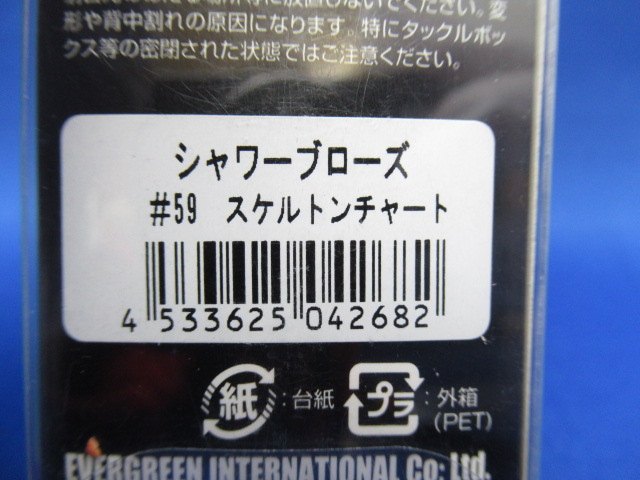 形や背中割れの原因になります。特にタックルボッ
クス等の密閉された状態ではご注意ください。
シャワーブローズ
#59 スケルトンチャート
4 533625 042682
紙 :台紙
プラ :外箱
(PET)
EVERGREEN INTERNATIONAL Co; Ltd.